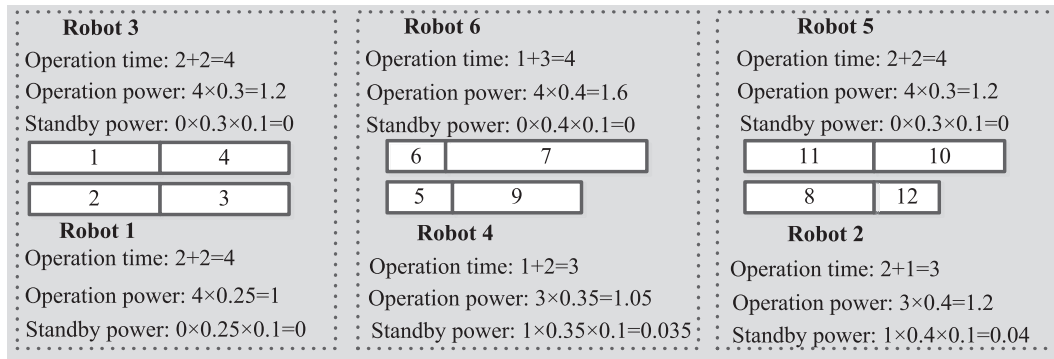 Robot 3
Operation time: 2+2=4
Operation power: 4×0.3=1.2
Standby power: 0×0.3×0.1=0
1 4
2 3
Robot 1
Operation time: 2+2=4
Operation power: 4×0.25=1
Standby power: 0×0.25×0.1=0
Robot 6
Operation time: 1+3=4
Operation power: 4×0.4=1.6
Standby power: 0×0.4×0.1=0
6 7
5 9
Robot 4
Operation time: 1+2=3
Operation power: 3×0.35=1.05
Standby power: 1×0.35×0.1=0.035
Robot 5
Operation time: 2+2=4
Operation power: 4×0.3=1.2
Standby power: 0×0.3×0.1=0
11 10
8 12
Robot 2
Operation time: 2+1=3
Operation power: 3×0.4=1.2
Standby power: 1×0.4×0.1=0.04